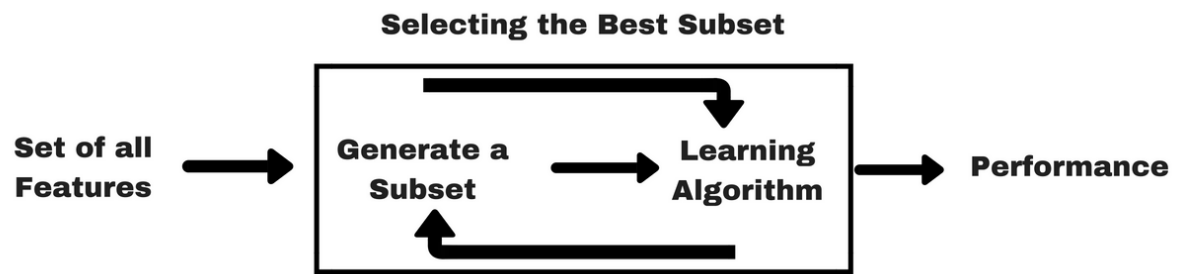 Selecting the Best Subset
Set of all
Features
Generate a
Subset
Learning
Algorithm
Performance